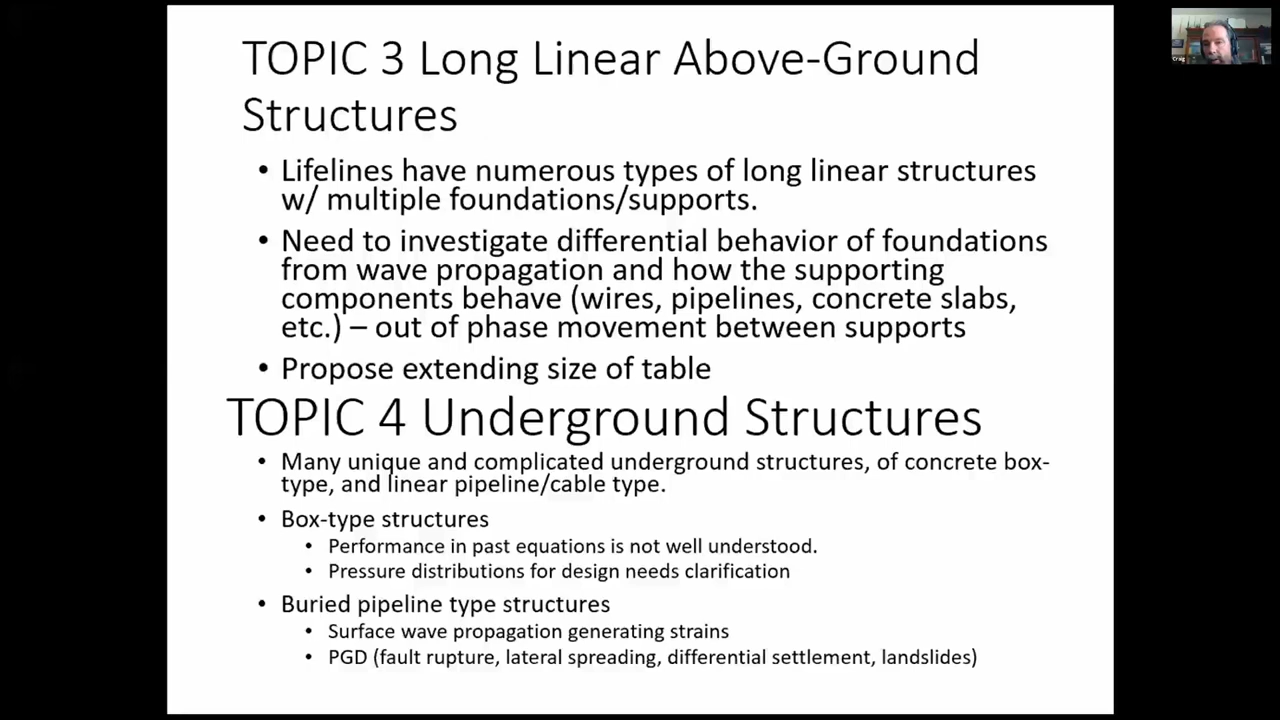 TOPIC 3 Long Linear Above-Ground
Structures
• Lifelines have numerous types of long linear structures
w/ multiple foundations/supports.
• Need to investigate differential behavior of foundations
from wave propagation and how the supporting
components behave (wires, pipelines, concrete slabs,
etc.) – out of phase movement between supports
• Propose extending size of table
TOPIC 4 Underground Structures
• Many unique and complicated underground structures, of concrete box-
type, and linear pipeline/cable type.
• Box-type structures
• Performance in past equations is not well understood.
• Pressure distributions for design needs clarification
• Buried pipeline type structures
• Surface wave propagation generating strains
• PGD (fault rupture, lateral spreading, differential settlement, landslides)
Craig